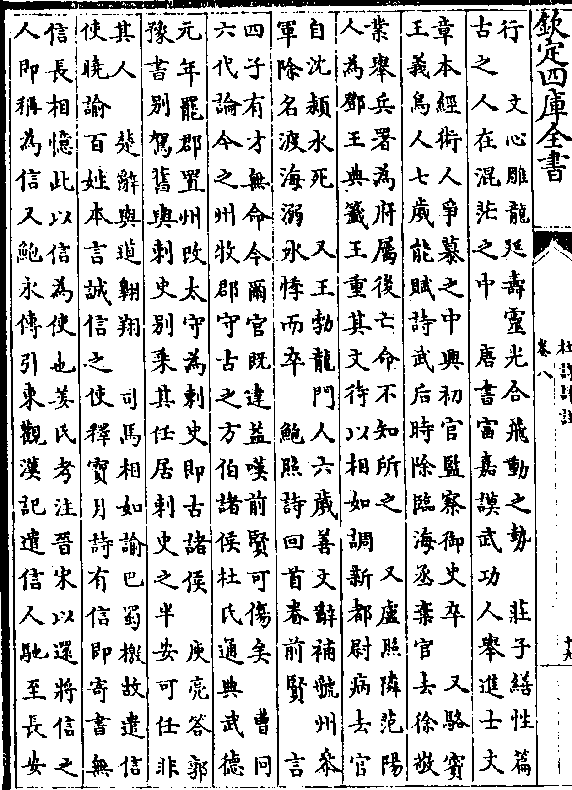 欽定四庫全書
杜詩詳註
卷八
行　文心雕龍延壽靈光合飛動之勢　莊子繕性篇
古之人在混茫之中　唐書富嘉謨武功人舉進士文
章本經術人爭慕之中興初官監察御史卒　又駱賓
王義烏人七歲能賦詩武后時除臨海丞棄官去徐敬
業舉兵署為府屬後亡命不知所之　又盧照隣范陽
人為鄧王典籤王重其文待以相如調新都尉病去官
自沈潁水死　又王勃龍門人六歲善文辭補虢州參
軍除名渡海溺水悸而卒　鮑照詩回首眷前賢　言
四子有才無命今爾官既達益嘆前賢可傷矣　曹冏
六代論今之州牧郡守古之方伯諸侯杜氏通典武德
元年罷郡置州改太守為刺史即古諸侯　庾亮答郭
豫書別駕舊與刺史別乘其任居刺史之半安可任非
其人　楚辭與道翱翔　司馬相如諭巴蜀檄故遣信
使曉諭百姓本言誠信之使釋寶月詩有信即寄書無
信長相憶此以信為使也姜氏考注晉宋以還將信之
人即稱為信又鮑永傳引東觀漢記遣信人馳至長安